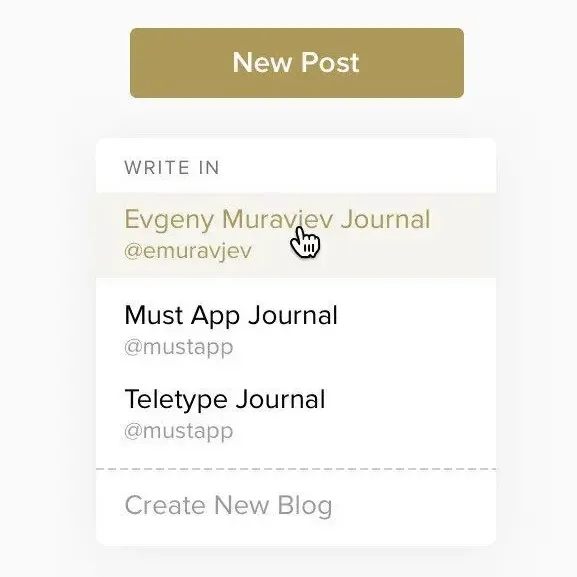 New Post
WRITE IN
Evgeny Muravjev Journal
@emuravjev
Must App Journal
@mustapp
Teletype Journal
@mustapp
Create New Blog